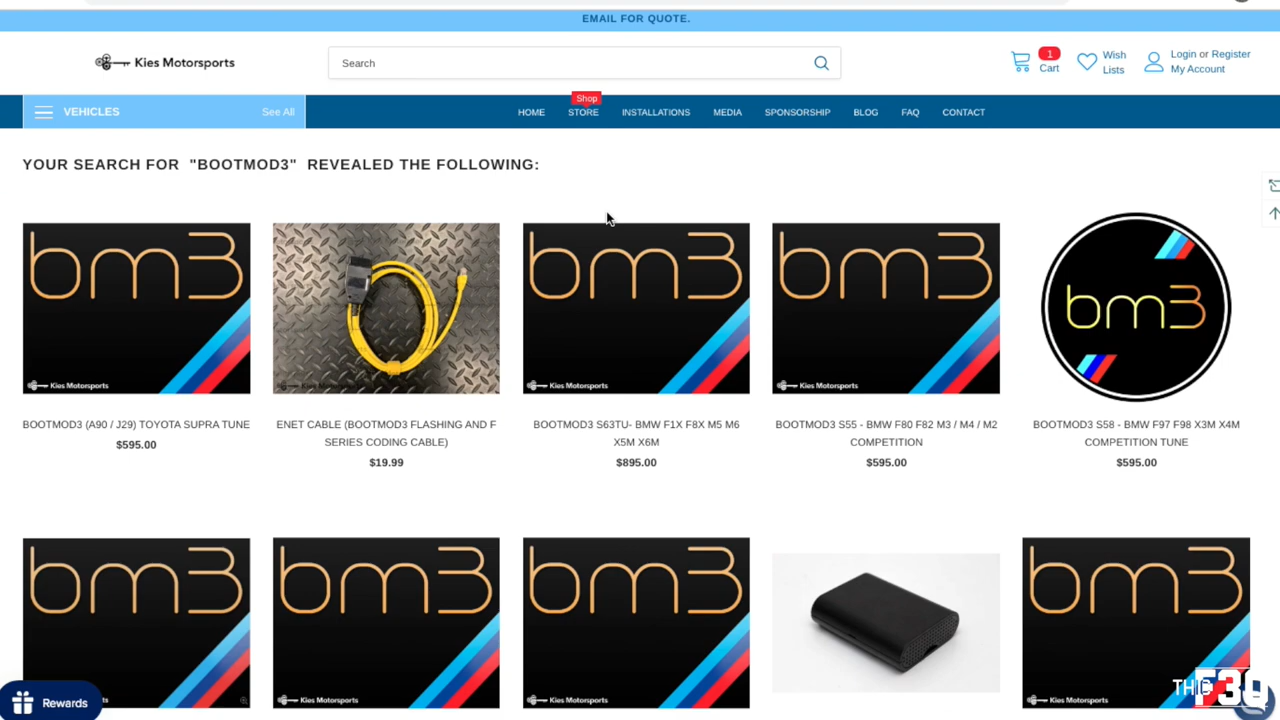 EMAIL FOR QUOTE.
Kies Motorsports
Search
1
Cart
Wish
Lists
Login or Register
My Account
VEHICLES
See All
Shop
HOME
STORE
INSTALLATIONS
MEDIA
SPONSORSHIP
BLOG
FAQ
CONTACT
YOUR SEARCH FOR "BOOTMOD3" REVEALED THE FOLLOWING:
bm3
Kies Motorsports
Kies Motorsports
bm3
Kies Motorsports
bm3
Kies Motorsports
bm3
BOOTMOD3 (A90 / J29) TOYOTA SUPRA TUNE
$595.00
ENET CABLE (BOOTMOD3 FLASHING AND F
SERIES CODING CABLE)
$19.99
BOOTMOD3 S63TU- BMW F1X F8X M5 M6
X5M X6M
$895.00
BOOTMOD3 S55 - BMW F80 F82 M3 / M4 / M2
COMPETITION
$595.00
BOOTMOD3 S58 - BMW F97 F98 X3M X4M
COMPETITION TUNE
$595.00
bm3
bm3
Kies Motorsports
bm3
Kies Motorsports
bm3
Kies Motorsports
Rewards